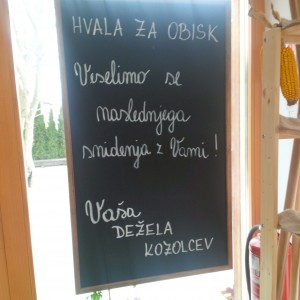 HVALA ZA OBISK
Veselimo se
naslednjega
snidenja z Vami!
Vaša
DEŽELA
KOZOLCEV